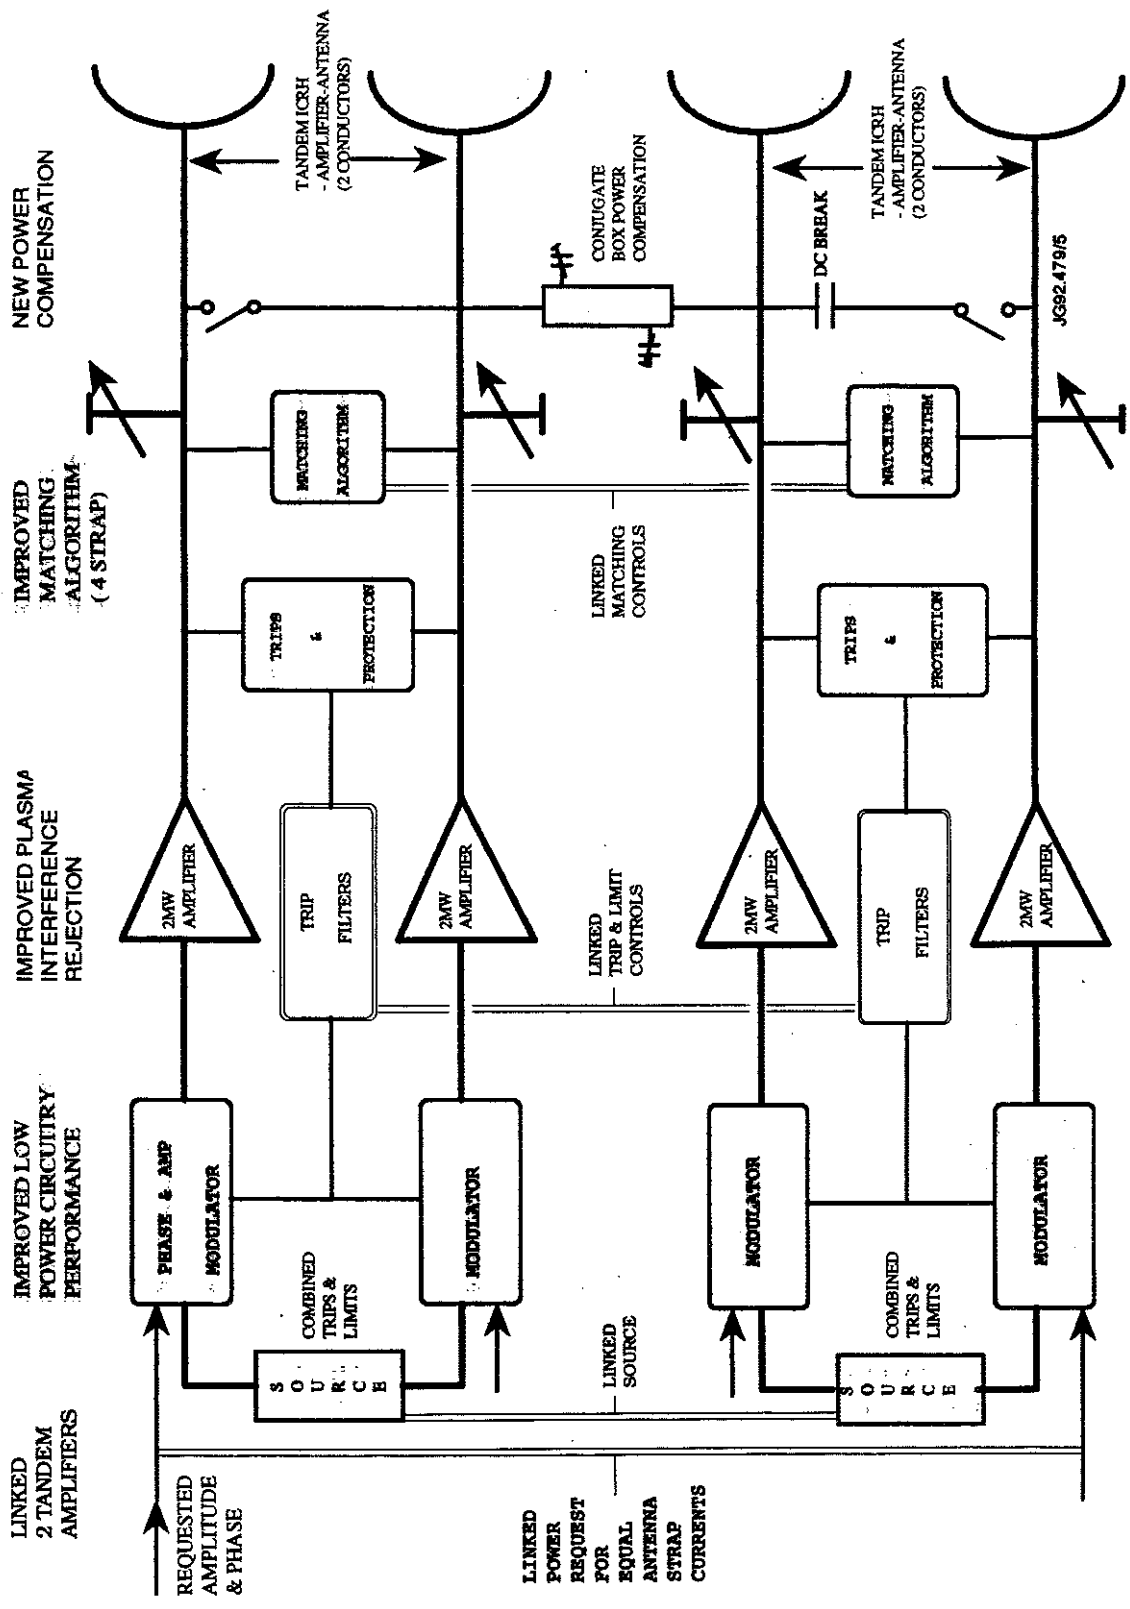 LINKED
2 TANDEM
AMPLIFIERS
IMPROVED LOW
POWER CIRCUITRY
PERFORMANCE
IMPROVED PLASMA
INTERFERENCE
REJECTION
IMPROVED
MATCHING
ALGORITHM
( 4 STRAP)
NEW POWER
COMPENSATION
REQUESTED
AMPLITUDE
& PHASE
PHASE & AMP
MODULATOR
2MW
AMPLIFIER
SOURCE
COMBINED
TRIPS &
LIMITS
TRIP
FILTERS
TRIPS
&
PROTECTION
MATCHING
ALGORITHM
TANDEM ICRH
- AMPLIFIER-ANTENNA
(2 CONDUCTORS)
MODULATOR
2MW
AMPLIFIER
LINKED
POWER
REQUEST
FOR
EQUAL
ANTENNA
STRAP
CURRENTS
LINKED
SOURCE
LINKED
TRIP & LIMIT
CONTROLS
LINKED
MATCHING
CONTROLS
CONJUGATE
BOX POWER
COMPENSATION
MODULATOR
2MW
AMPLIFIER
DC BREAK
SOURCE
COMBINED
TRIPS &
LIMITS
TRIP
FILTERS
TRIPS
&
PROTECTION
MATCHING
ALGORITHM
TANDEM ICRH
- AMPLIFIER-ANTENNA
(2 CONDUCTORS)
MODULATOR
2MW
AMPLIFIER
JG92.479/5